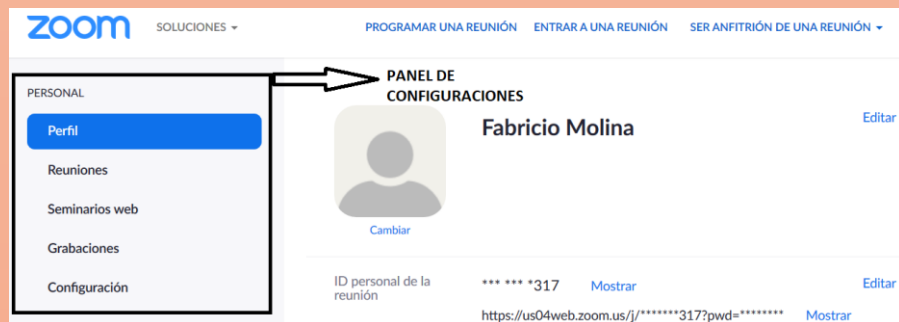 zoom SOLUCIONES PROGRAMAR UNA REUNIÓN ENTRAR A UNA REUNIÓN SER ANFITRIÓN DE UNA REUNIÓN
PERSONAL
Perfil
Reuniones
Seminarios web
Grabaciones
Configuración
PANEL DE
CONFIGURACIONES
Fabricio Molina Editar
Cambiar
ID personal de la
reunión
*** *** *317 Mostrar Editar
https://us04web.zoom.us/j/*******317?pwd=******** Mostrar